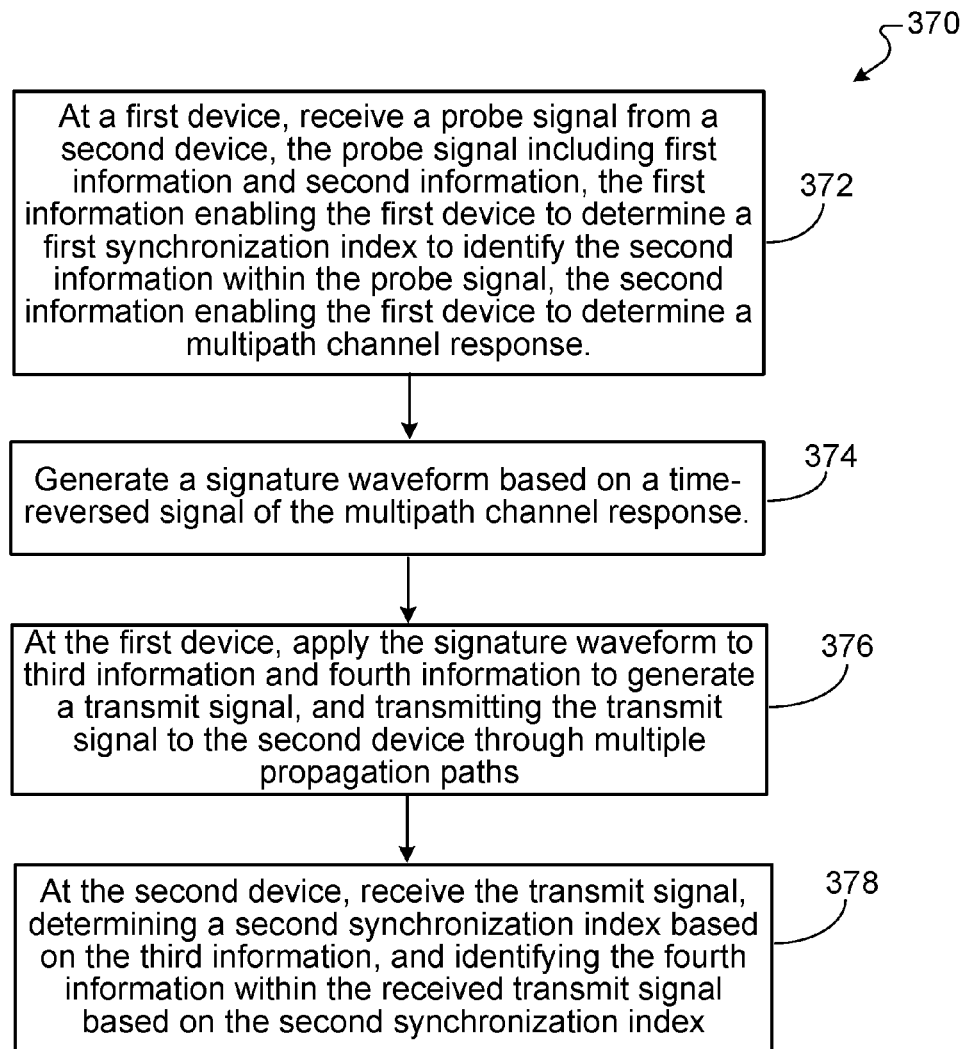 370
At a first device, receive a probe signal from a
second device, the probe signal including first
information and second information, the first
information enabling the first device to determine a
first synchronization index to identify the second
information within the probe signal, the second
information enabling the first device to determine a
multipath channel response.
372
Generate a signature waveform based on a time-
reversed signal of the multipath channel response.
374
At the first device, apply the signature waveform to
third information and fourth information to generate
a transmit signal, and transmitting the transmit
signal to the second device through multiple
propagation paths
376
At the second device, receive the transmit signal,
determining a second synchronization index based
on the third information, and identifying the fourth
information within the received transmit signal
based on the second synchronization index
378